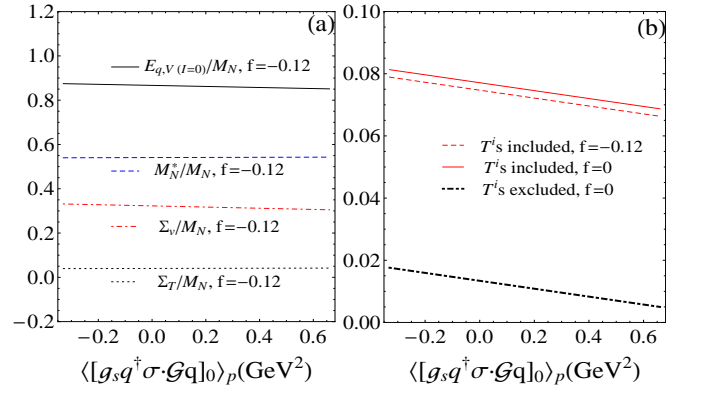 (a)
1.2
1.0
0.8
0.6
0.4
0.2
0.0
−0.2
E_{q,V (I=0)}/M_N, f=−0.12
M_N^*/M_N, f=−0.12
Σ_v/M_N, f=−0.12
Σ_T/M_N, f=−0.12
−0.2 0.0 0.2 0.4 0.6
⟨[g_s q^†σ·𝒢q]_0⟩_p(GeV^2)
(b)
0.10
0.08
0.06
0.04
0.02
0.00
T^i s included, f=−0.12
T^i s included, f=0
T^i s excluded, f=0
−0.2 0.0 0.2 0.4 0.6
⟨[g_s q^†σ·𝒢q]_0⟩_p(GeV^2)